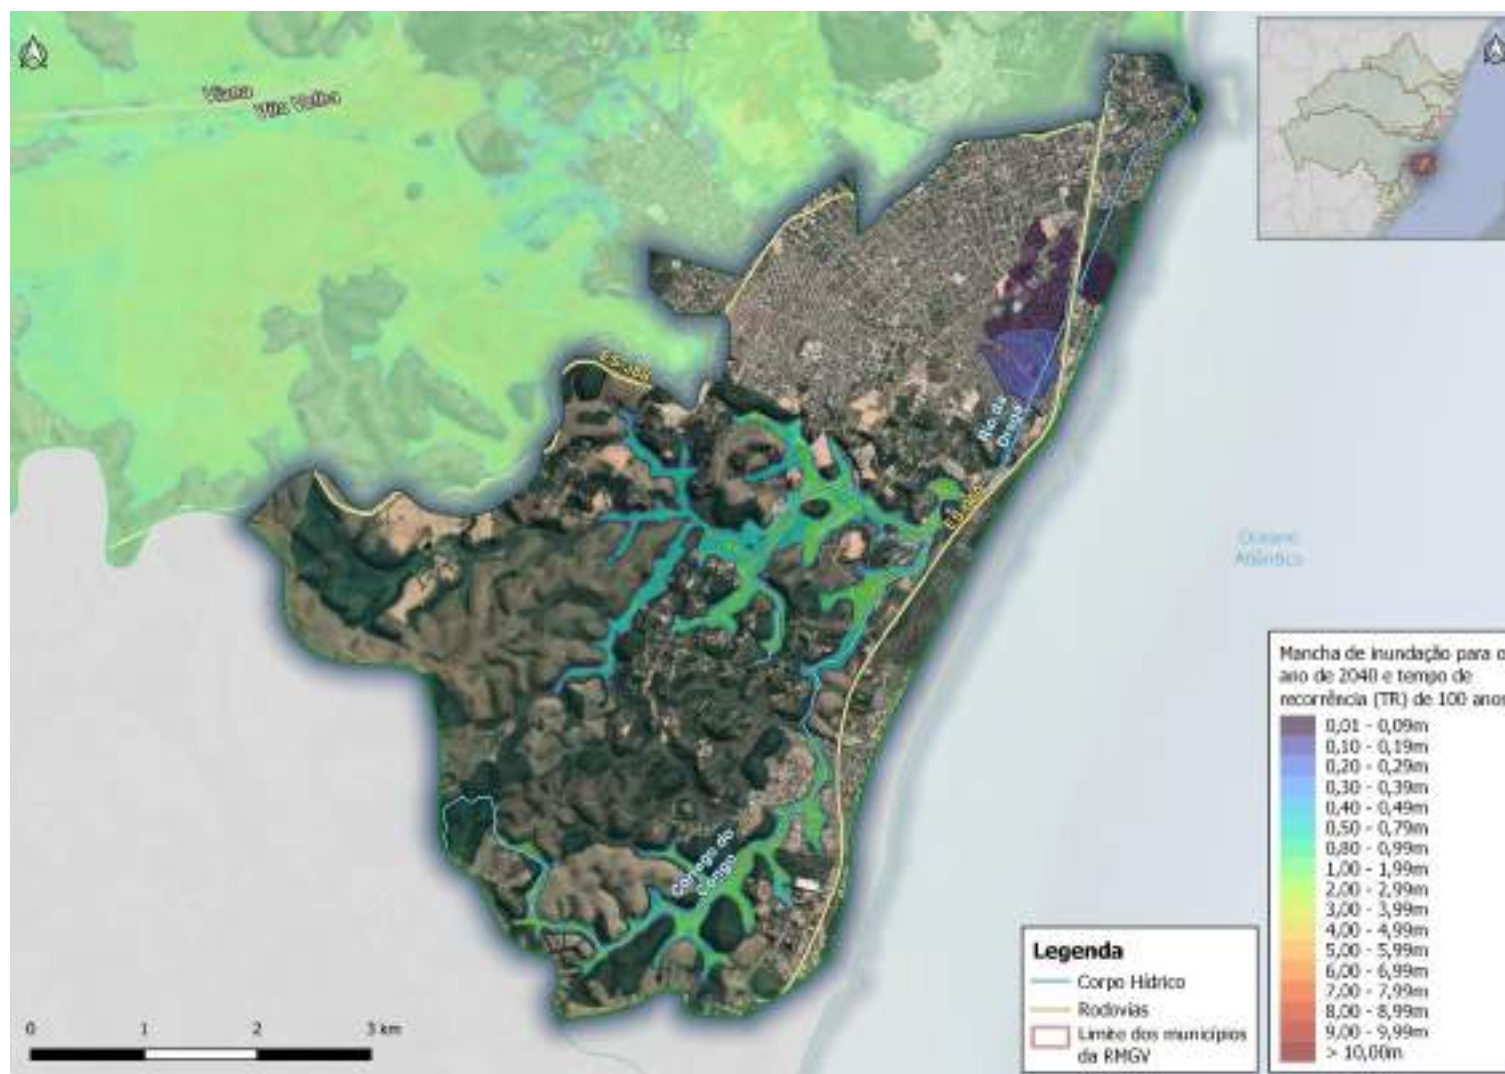 Viana
Vila Velha
ES-388
Rio da
Draga
Oceano
Atlântico
Córrego do
Congo
0 1 2 3 km
Legenda
Corpo Hídrico
Rodovias
Limite dos municípios
da RMGV
Mancha de inundação para o
ano de 2040 e tempo de
recorrência (TR) de 100 anos
0,01 - 0,09m
0,10 - 0,19m
0,20 - 0,29m
0,30 - 0,39m
0,40 - 0,49m
0,50 - 0,79m
0,80 - 0,99m
1,00 - 1,99m
2,00 - 2,99m
3,00 - 3,99m
4,00 - 4,99m
5,00 - 5,99m
6,00 - 6,99m
7,00 - 7,99m
8,00 - 8,99m
9,00 - 9,99m
> 10,00m